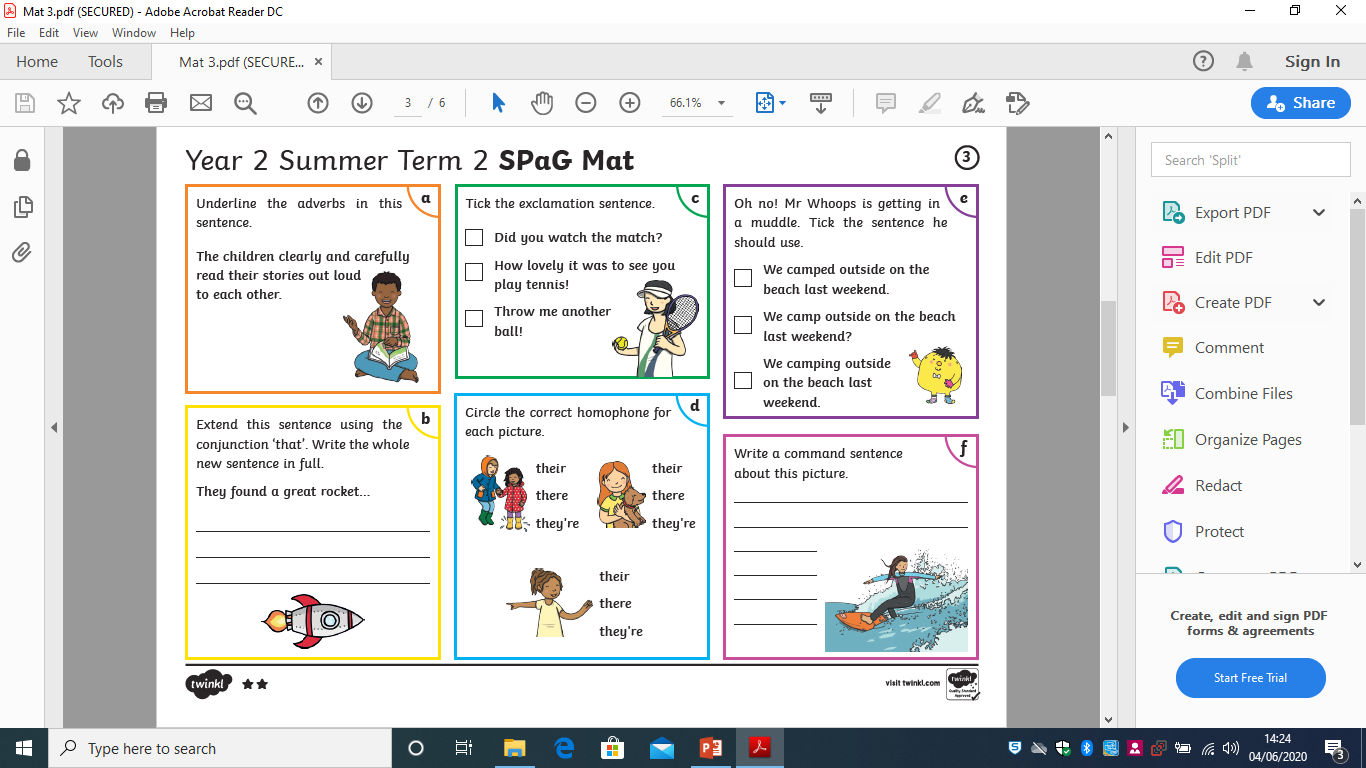 Mat 3.pdf (SECURED) - Adobe Acrobat Reader DC
File Edit View Window Help
Home Tools Mat 3.pdf (SECURE... × Sign In
3 / 6 66.1% Share
Year 2 Summer Term 2 SPaG Mat 3
a
Underline the adverbs in this
sentence.
The children clearly and carefully
read their stories out loud
to each other.
b
Extend this sentence using the
conjunction ‘that’. Write the whole
new sentence in full.
They found a great rocket...
c
Tick the exclamation sentence.
Did you watch the match?
How lovely it was to see you
play tennis!
Throw me another
ball!
d
Circle the correct homophone for
each picture.
their their
there there
they're they're
their
there
they're
e
Oh no! Mr Whoops is getting in
a muddle. Tick the sentence he
should use.
We camped outside on the
beach last weekend.
We camp outside on the beach
last weekend?
We camping outside
on the beach last
weekend.
f
Write a command sentence
about this picture.
twinkl
visit twinkl.com
twinkl
Quality Standard
Approved
Search 'Split'
Export PDF
Edit PDF
Create PDF
Comment
Combine Files
Organize Pages
Redact
Protect
Create, edit and sign PDF
forms & agreements
Start Free Trial
Type here to search
14:24
04/06/2020
3